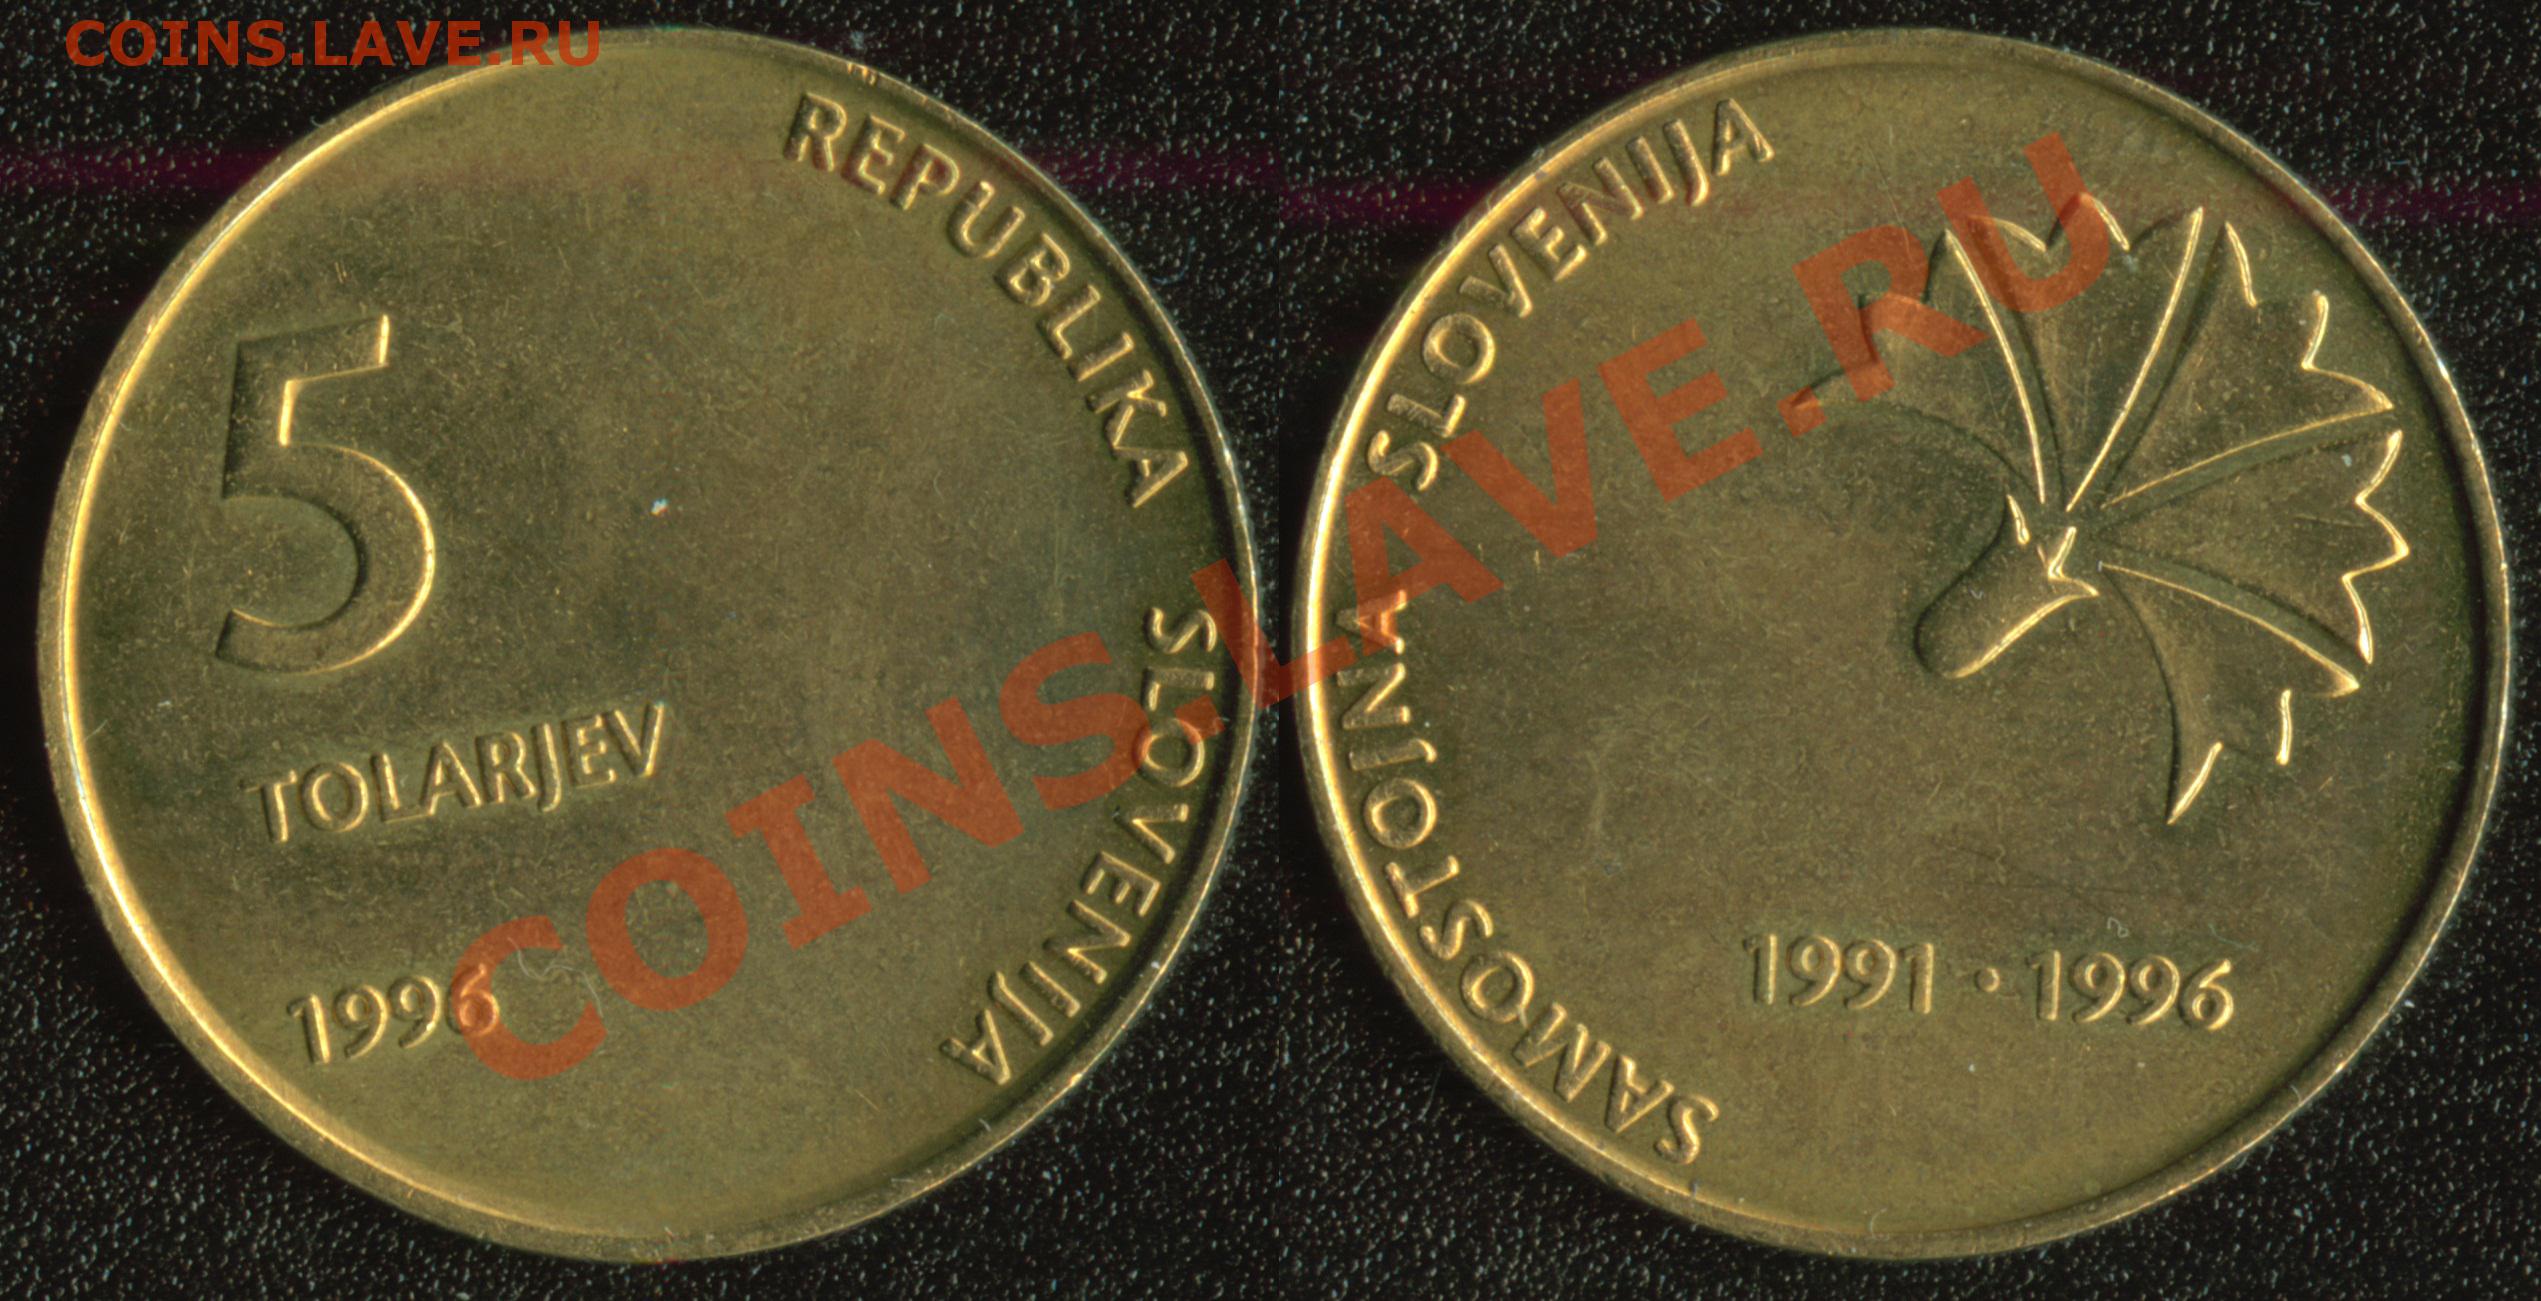 COINS.LAVE.RU
REPUBLIKA SLOVENIJA
5
TOLARJEV
1996
SAMOSTOJNA SLOVENIJA
1991 · 1996
COINS.LAVE.RU